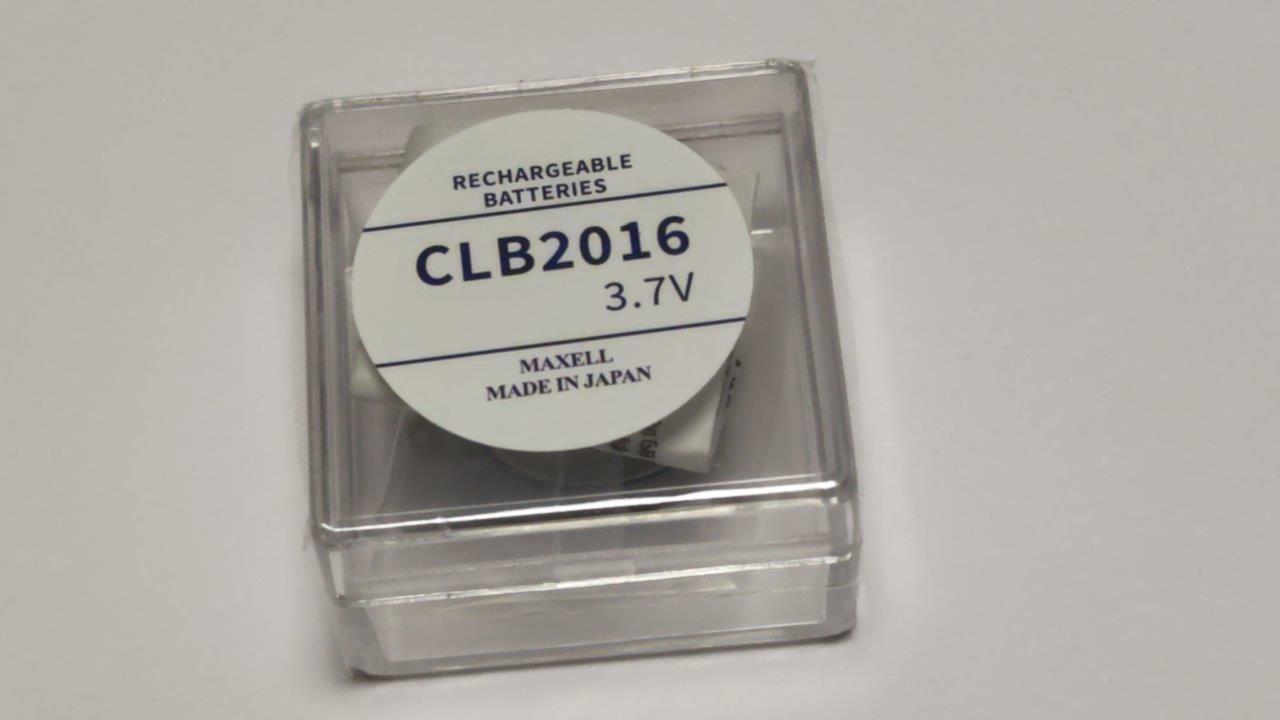 RECHARGEABLE
BATTERIES
CLB2016
3.7V
MAXELL
MADE IN JAPAN